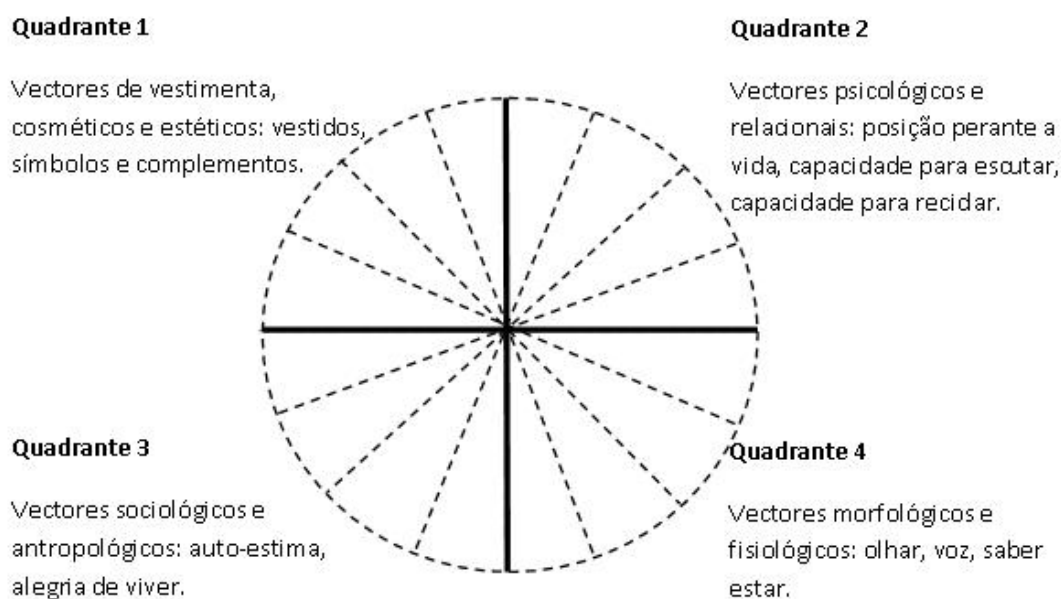 Quadrante 1
Vectores de vestimenta,
cosméticos e estéticos: vestidos,
símbolos e complementos.
Quadrante 2
Vectores psicológicos e
relacionais: posição perante a
vida, capacidade para escutar,
capacidade para reciclar.
Quadrante 3
Vectores sociológicos e
antropológicos: auto-estima,
alegria de viver.
Quadrante 4
Vectores morfológicos e
fisiológicos: olhar, voz, saber
estar.